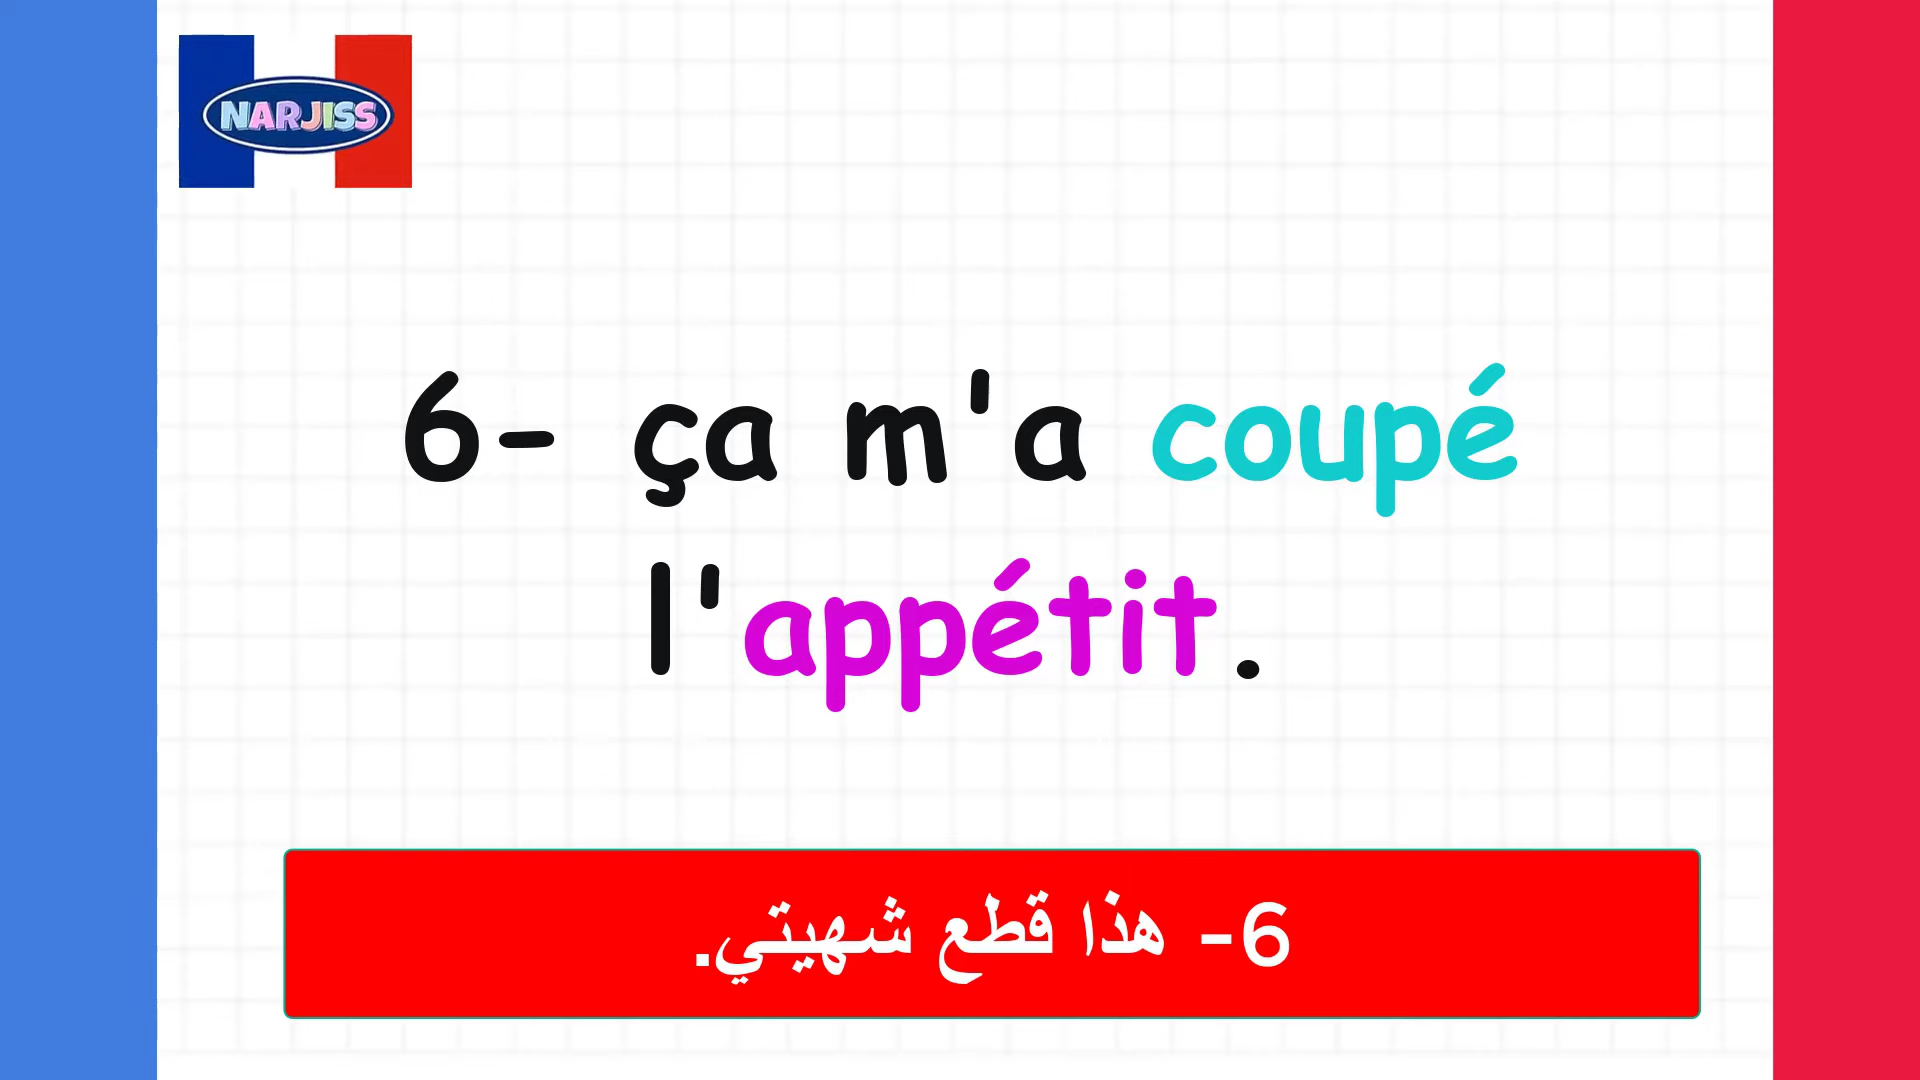 NARJISS
6- ça m'a coupé
l'appétit.
6- هذا قطع شهيتي.